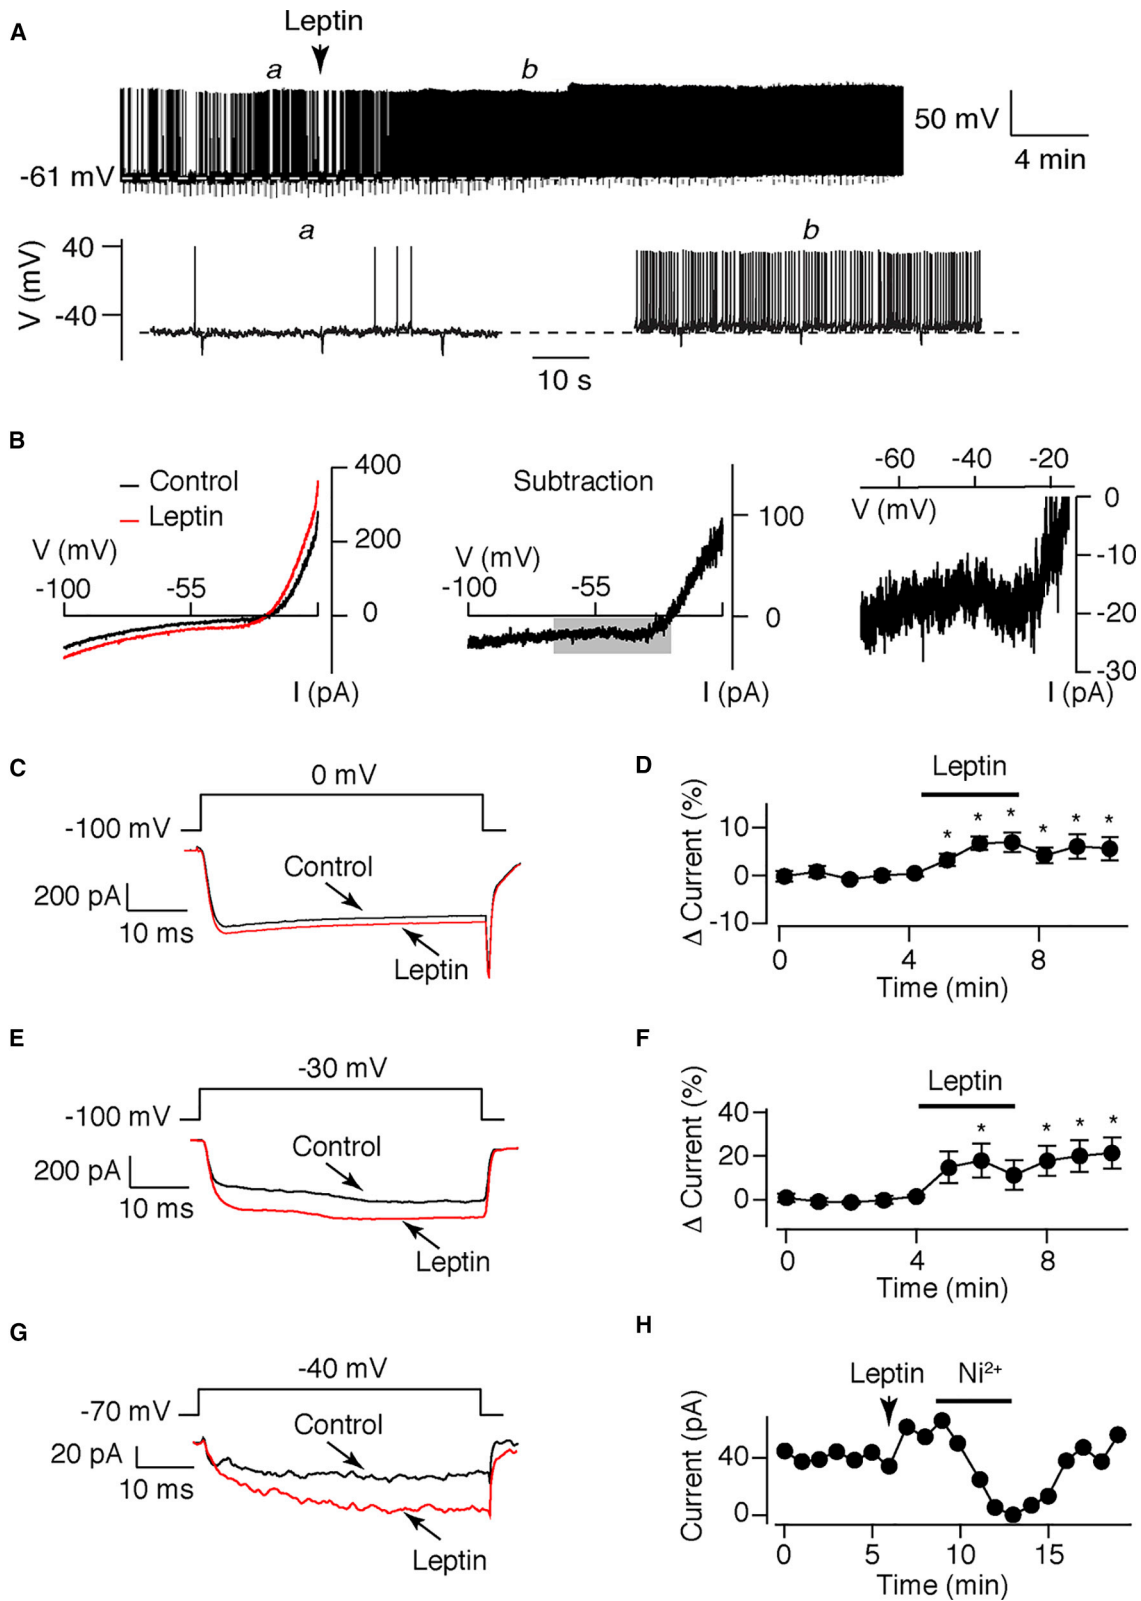 A
Leptin
a
b
50 mV
4 min
-61 mV
a
b
V (mV)
40
-40
10 s
B
Control
Leptin
V (mV)
-100
-55
400
200
0
I (pA)
Subtraction
V (mV)
-100
-55
100
0
I (pA)
-60
-40
-20
V (mV)
0
-10
-20
-30
I (pA)
C
0 mV
-100 mV
Control
200 pA
10 ms
Leptin
D
Leptin
Δ Current (%)
10
0
-10
* * * * * *
0 4 8
Time (min)
E
-30 mV
-100 mV
Control
200 pA
10 ms
Leptin
F
Leptin
Δ Current (%)
40
20
0
* * * *
0 4 8
Time (min)
G
-40 mV
-70 mV
Control
20 pA
10 ms
Leptin
H
Leptin
Ni²⁺
Current (pA)
40
0
0 5 10 15
Time (min)